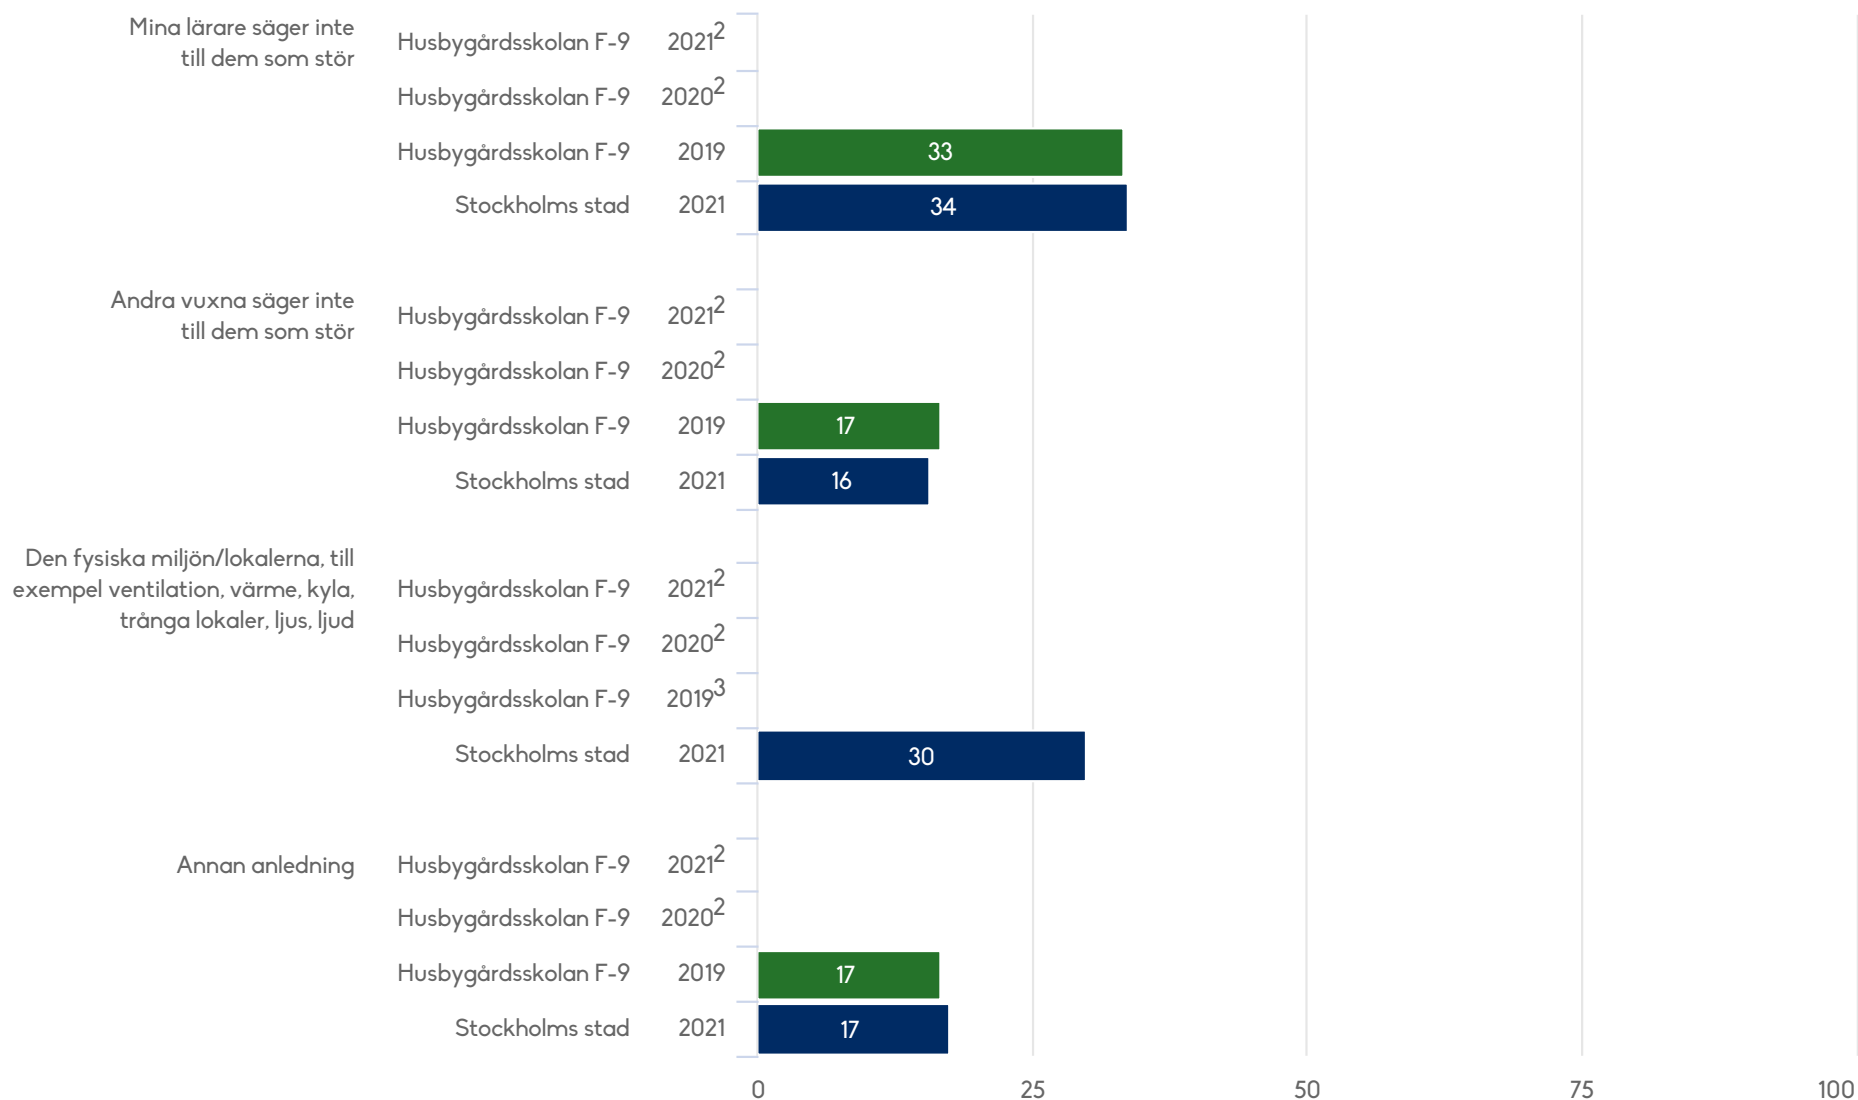 Mina lärare säger inte
till dem som stör
Husbygårdsskolan F-9 2021²
Husbygårdsskolan F-9 2020²
Husbygårdsskolan F-9 2019 33
Stockholms stad 2021 34
Andra vuxna säger inte
till dem som stör
Husbygårdsskolan F-9 2021²
Husbygårdsskolan F-9 2020²
Husbygårdsskolan F-9 2019 17
Stockholms stad 2021 16
Den fysiska miljön/lokalerna, till
exempel ventilation, värme, kyla,
trånga lokaler, ljus, ljud
Husbygårdsskolan F-9 2021²
Husbygårdsskolan F-9 2020²
Husbygårdsskolan F-9 2019³
Stockholms stad 2021 30
Annan anledning
Husbygårdsskolan F-9 2021²
Husbygårdsskolan F-9 2020²
Husbygårdsskolan F-9 2019 17
Stockholms stad 2021 17
0 25 50 75 100